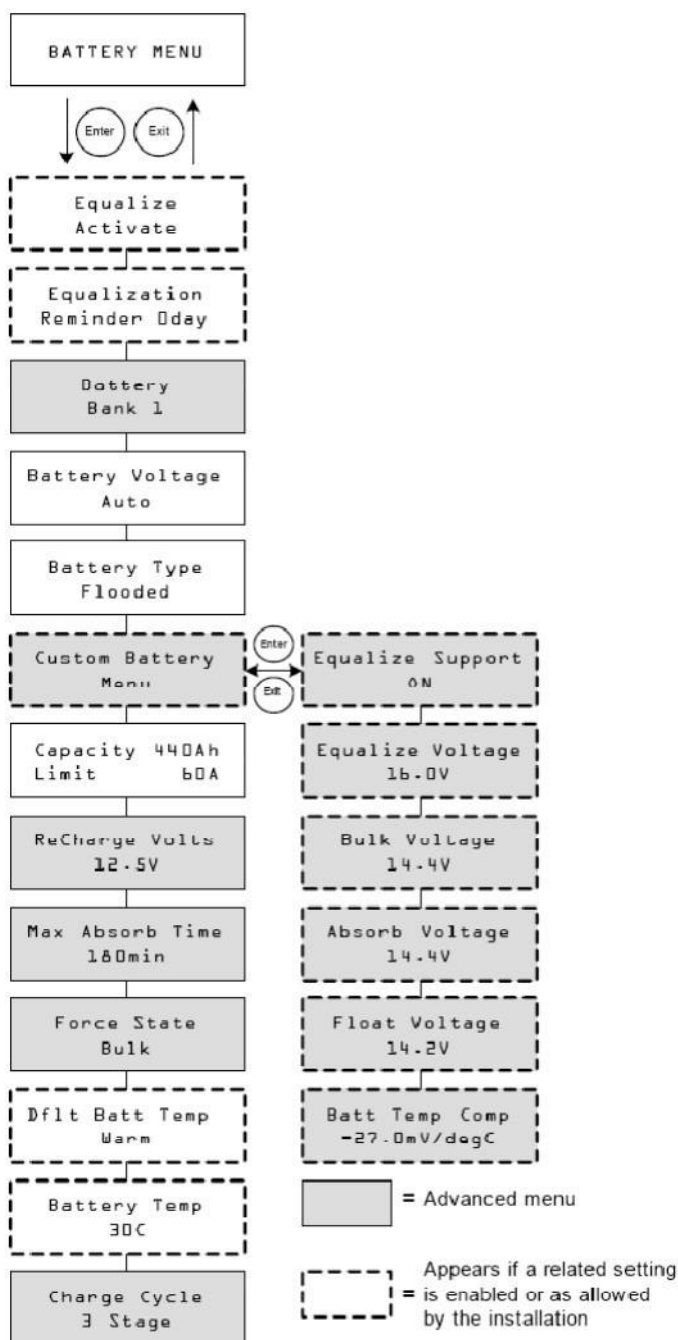 BATTERY MENU
Enter
Exit
Equalize
Activate
Equalization
Reminder 0day
Battery
Bank 1
Battery Voltage
Auto
Battery Type
Flooded
Custom Battery
Menu
Enter
Exit
Capacity 440Ah
Limit 60A
ReCharge Volts
12.5V
Max Absorb Time
180min
Force State
Bulk
Dflt Batt Temp
Warm
Battery Temp
30C
Charge Cycle
3 Stage
Equalize Support
ON
Equalize Voltage
16.0V
Bulk Voltage
14.4V
Absorb Voltage
14.4V
Float Voltage
14.2V
Batt Temp Comp
-27.0mV/degC
= Advanced menu
Appears if a related setting
= is enabled or as allowed
by the installation